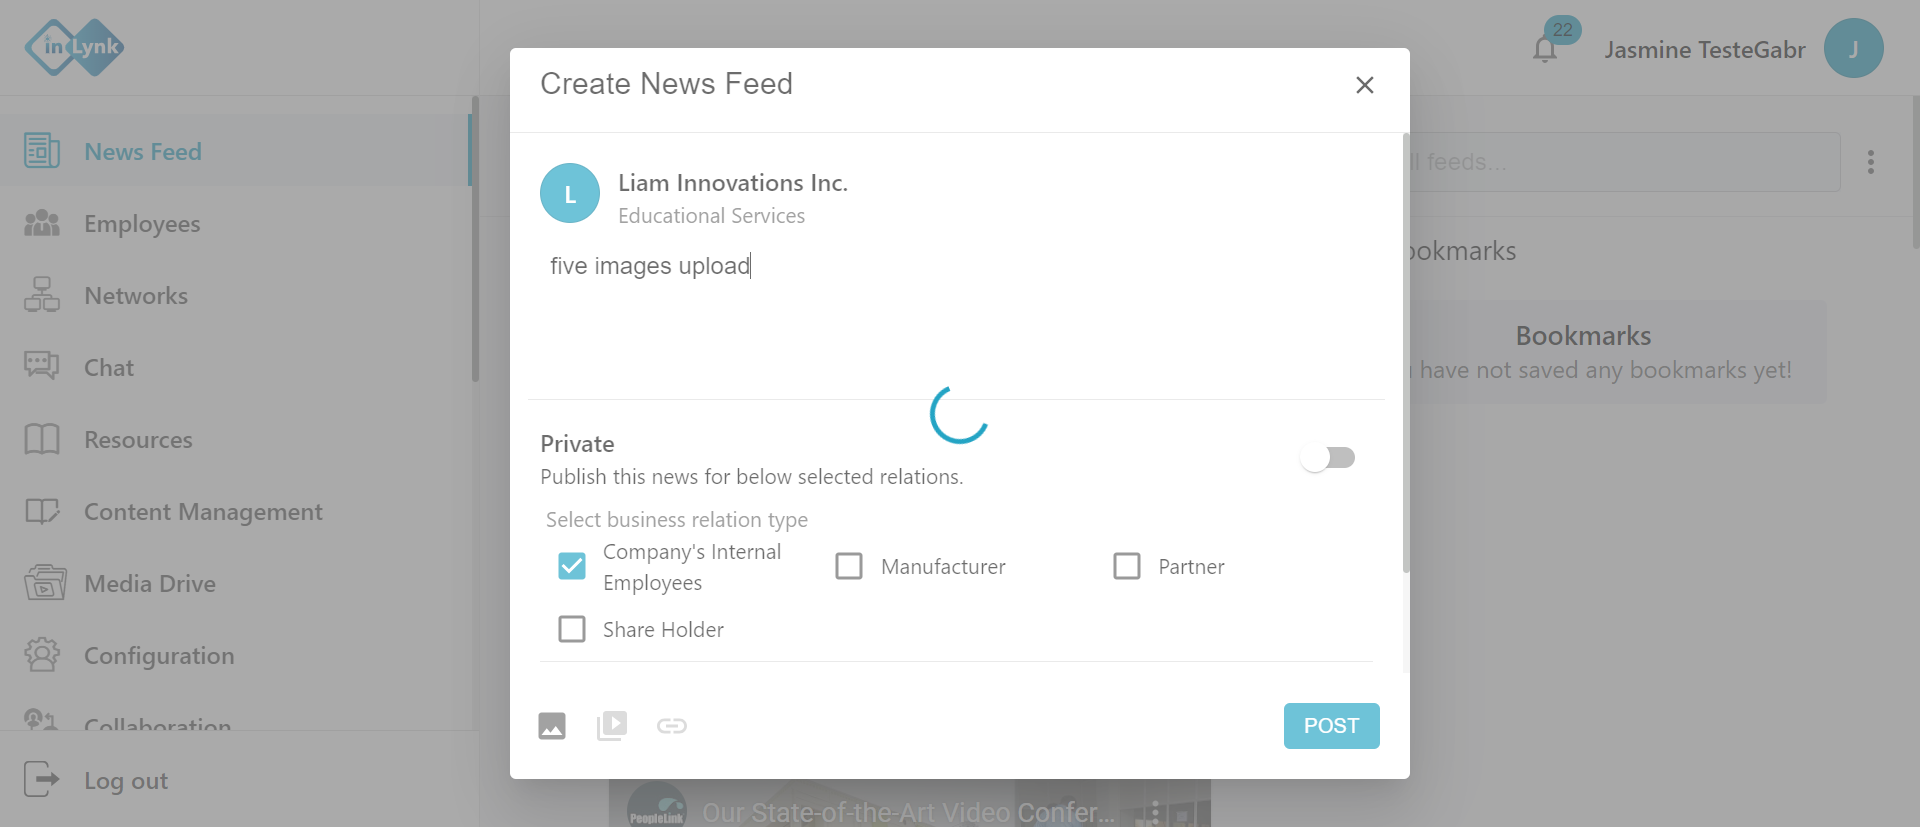 in Lynk
22
Jasmine TesteGabr
J
News Feed
Employees
Networks
Chat
Resources
Content Management
Media Drive
Configuration
Collaboration
Log out
Create News Feed
L
Liam Innovations Inc.
Educational Services
five images upload
Private
Publish this news for below selected relations.
Select business relation type
Company's Internal
Employees
Manufacturer
Partner
Share Holder
POST
feeds...
ookmarks
Bookmarks
have not saved any bookmarks yet!
PeopleLink
Our State-of-the-Art Video Confer...